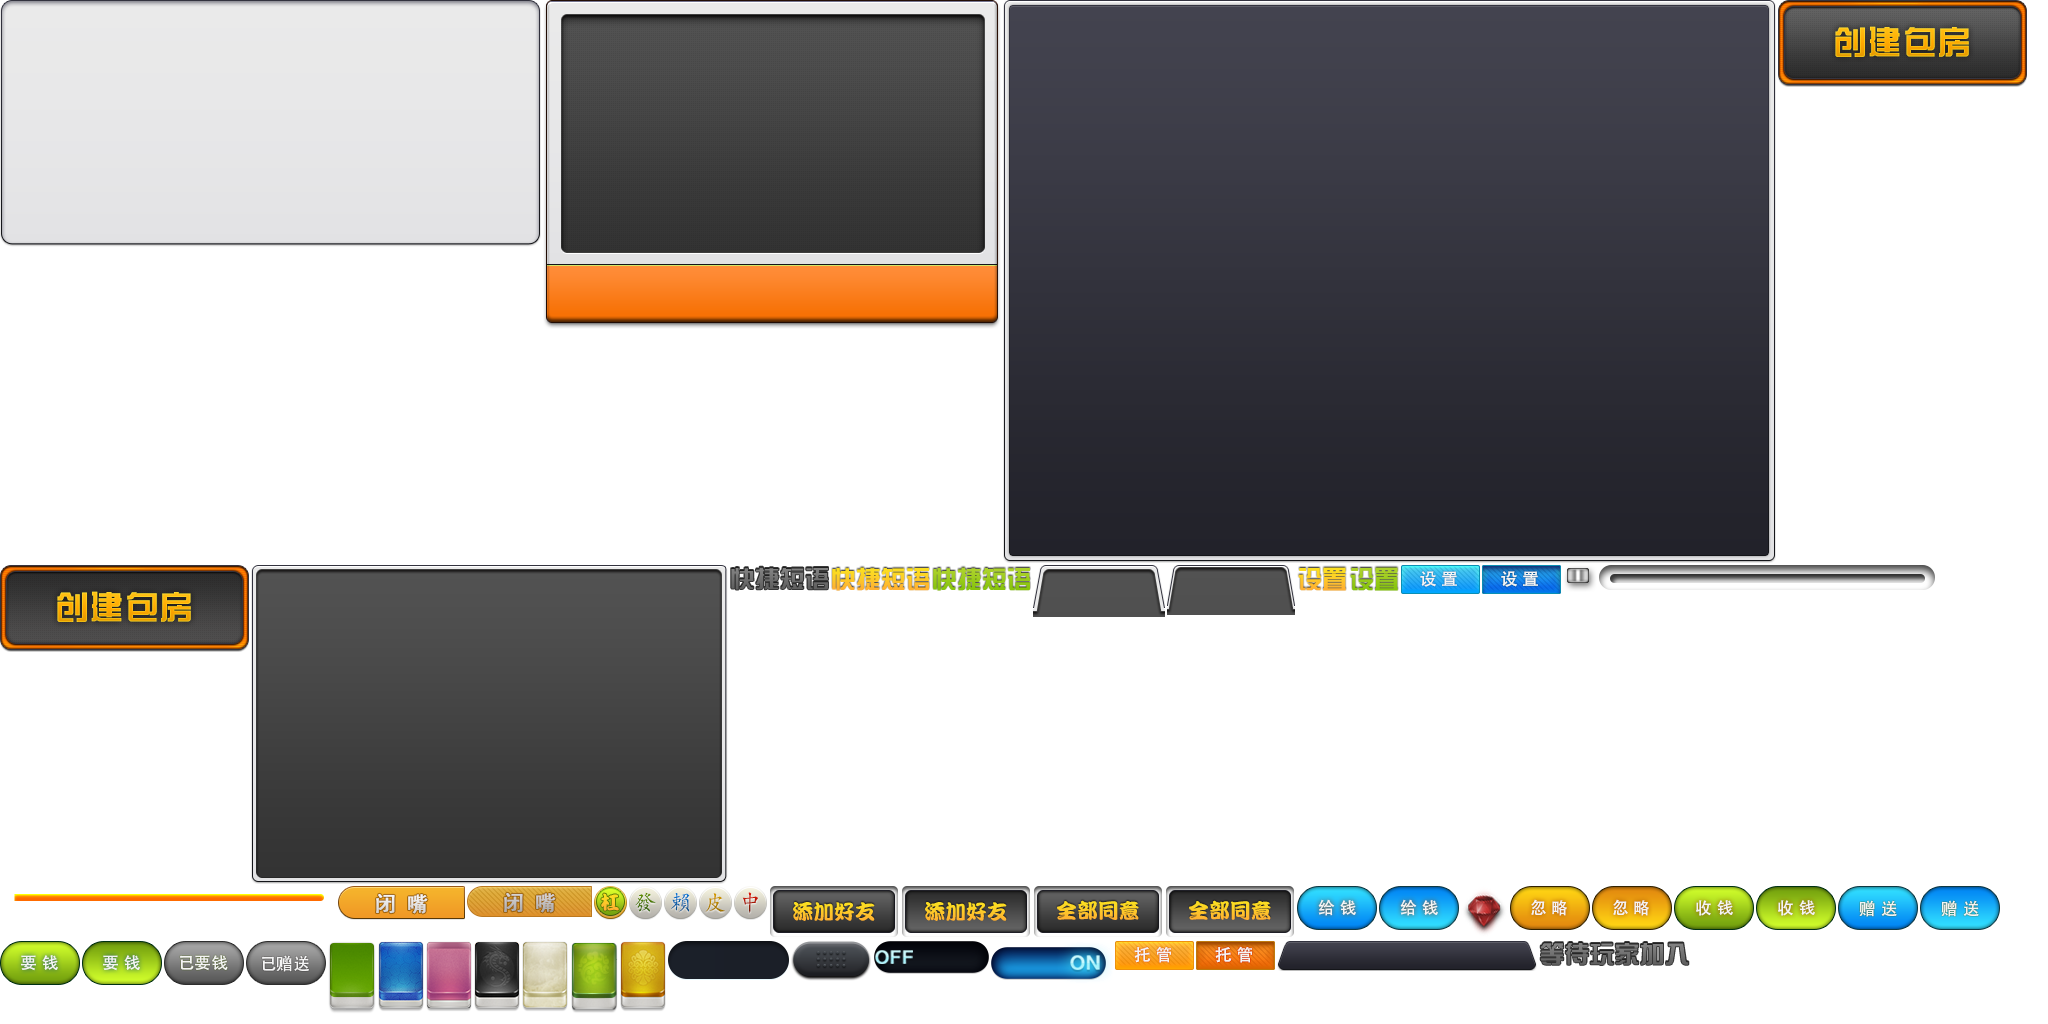 创建包房
创建包房
快捷短语 快捷短语 快捷短语
设置 设置 设置 设置
闭嘴 闭嘴 杠 發 賴 皮 中 添加好友 添加好友 全部同意 全部同意 给钱 给钱 忽略 忽略 收钱 收钱 赠送 赠送
要钱 要钱 已要钱 已赠送 OFF ON 托管 托管 等待玩家加入